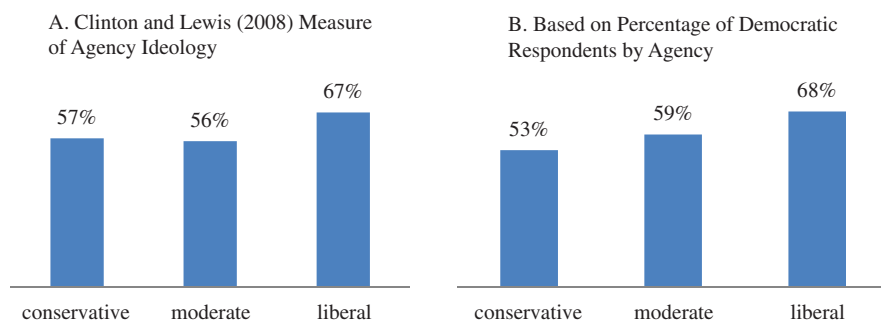 A. Clinton and Lewis (2008) Measure
of Agency Ideology
57%
56%
67%
conservative
moderate
liberal
B. Based on Percentage of Democratic
Respondents by Agency
53%
59%
68%
conservative
moderate
liberal